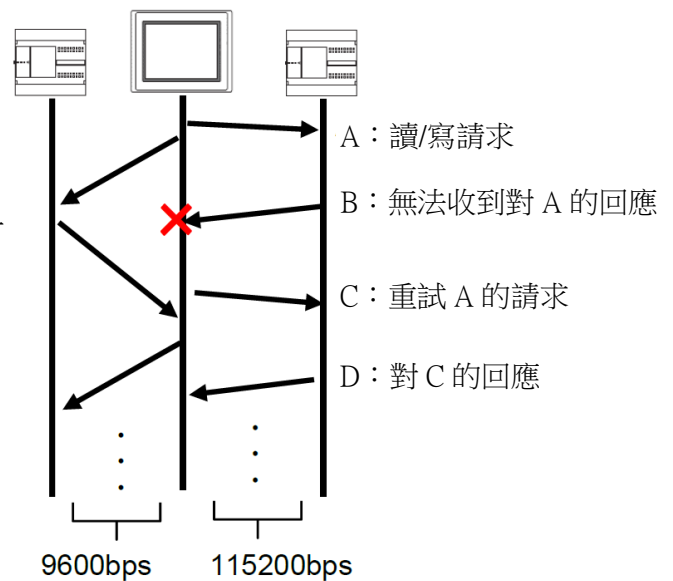 A：讀/寫請求
B：無法收到對 A 的回應
C：重試 A 的請求
D：對 C 的回應
9600bps
115200bps